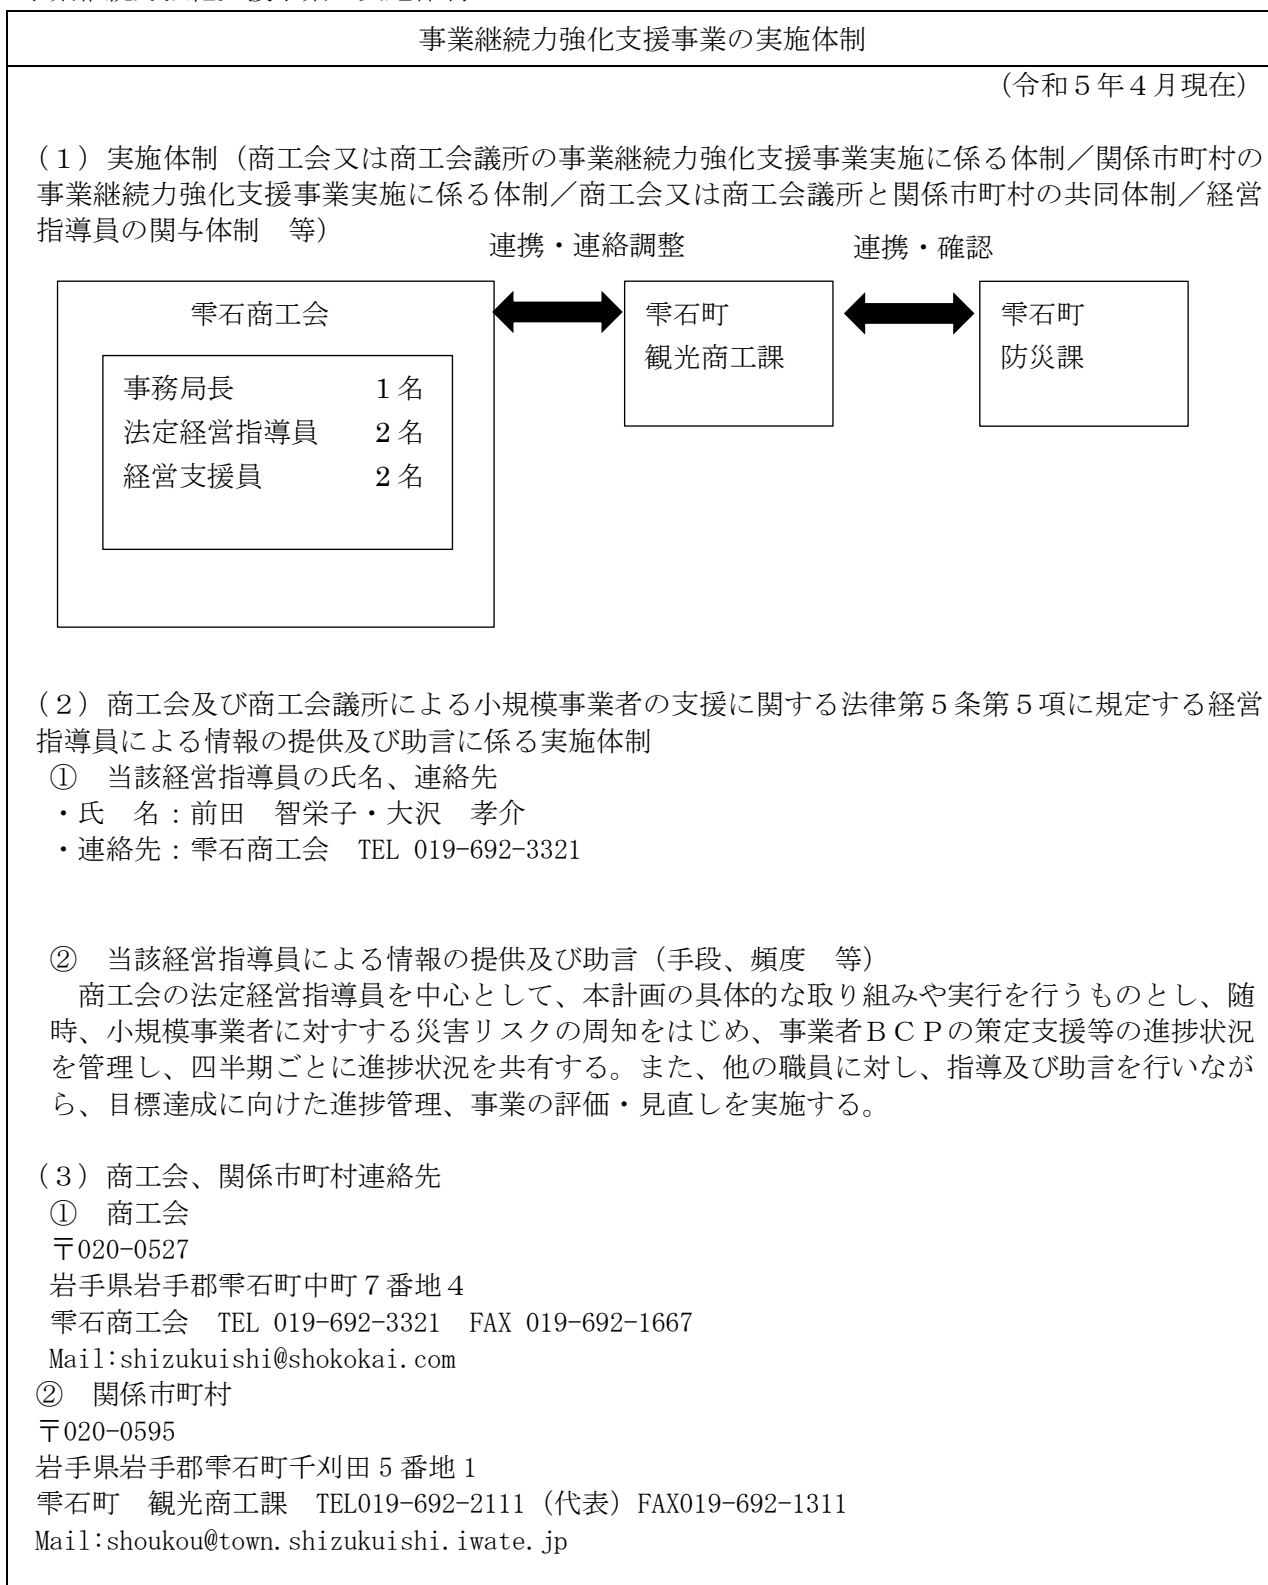 事業継続力強化支援事業の実施体制
（令和５年４月現在）
（１）実施体制（商工会又は商工会議所の事業継続力強化支援事業実施に係る体制／関係市町村の
事業継続力強化支援事業実施に係る体制／商工会又は商工会議所と関係市町村の共同体制／経営
指導員の関与体制　等）
連携・連絡調整　連携・確認
雫石商工会
事務局長　1名
法定経営指導員　2名
経営支援員　2名
雫石町
観光商工課
雫石町
防災課
（２）商工会及び商工会議所による小規模事業者の支援に関する法律第５条第５項に規定する経営
指導員による情報の提供及び助言に係る実施体制
①　当該経営指導員の氏名、連絡先
・氏　名：前田　智栄子・大沢　孝介
・連絡先：雫石商工会　TEL 019-692-3321
②　当該経営指導員による情報の提供及び助言（手段、頻度　等）
商工会の法定経営指導員を中心として、本計画の具体的な取り組みや実行を行うものとし、随
時、小規模事業者に対すする災害リスクの周知をはじめ、事業者ＢＣＰの策定支援等の進捗状況
を管理し、四半期ごとに進捗状況を共有する。また、他の職員に対し、指導及び助言を行いなが
ら、目標達成に向けた進捗管理、事業の評価・見直しを実施する。
（３）商工会、関係市町村連絡先
①　商工会
〒020-0527
岩手県岩手郡雫石町中町７番地４
雫石商工会　TEL 019-692-3321　FAX 019-692-1667
Mail:shizukuishi@shokokai.com
②　関係市町村
〒020-0595
岩手県岩手郡雫石町千刈田５番地１
雫石町　観光商工課　TEL019-692-2111（代表）FAX019-692-1311
Mail:shoukou@town.shizukuishi.iwate.jp